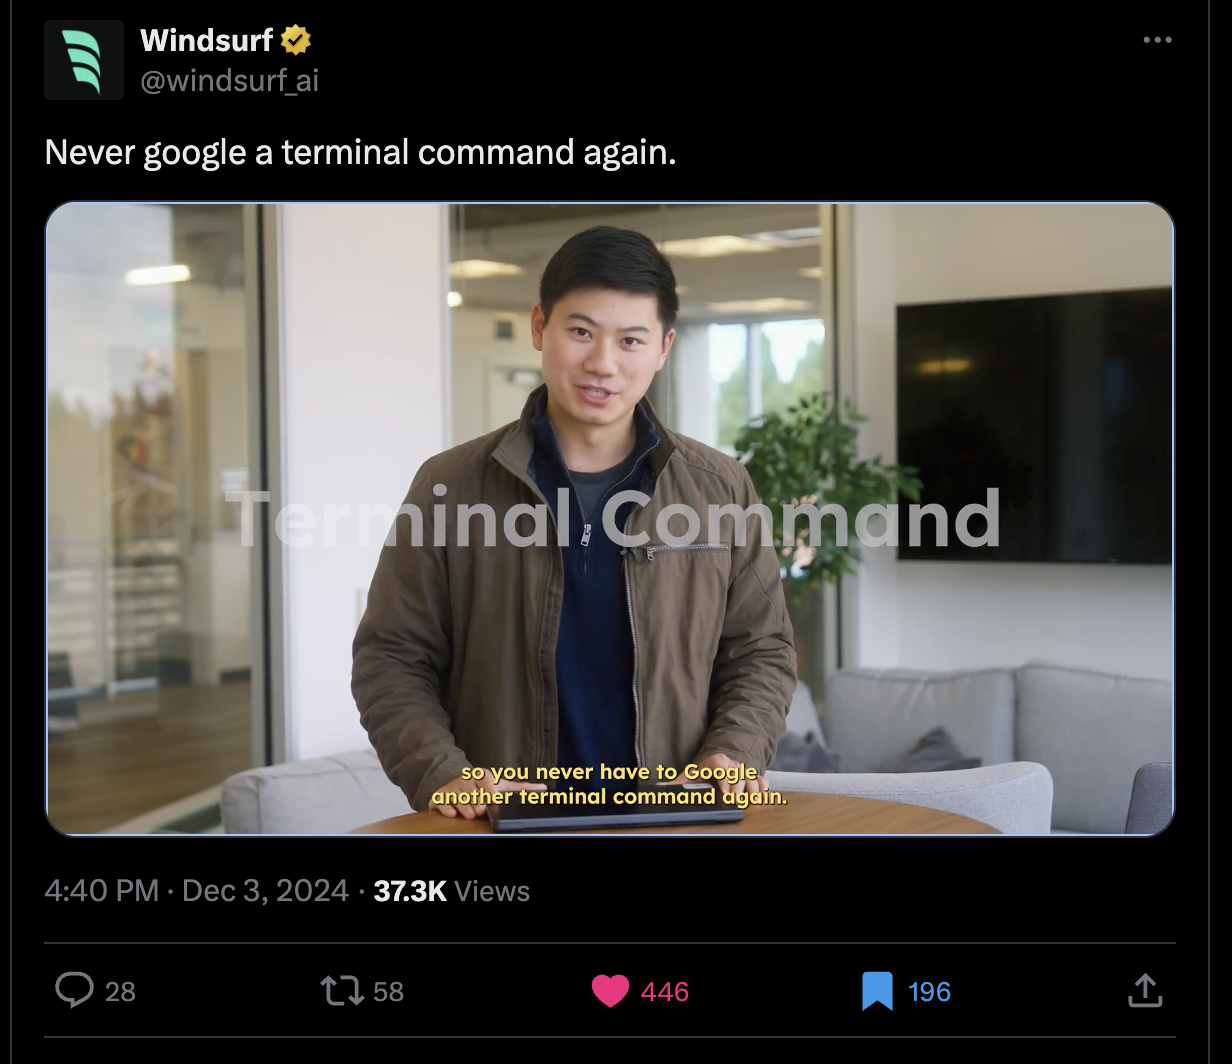 Windsurf
@windsurf_ai
Never google a terminal command again.
Terminal Command
so you never have to Google
another terminal command again.
4:40 PM · Dec 3, 2024 · 37.3K Views
28 58 446 196